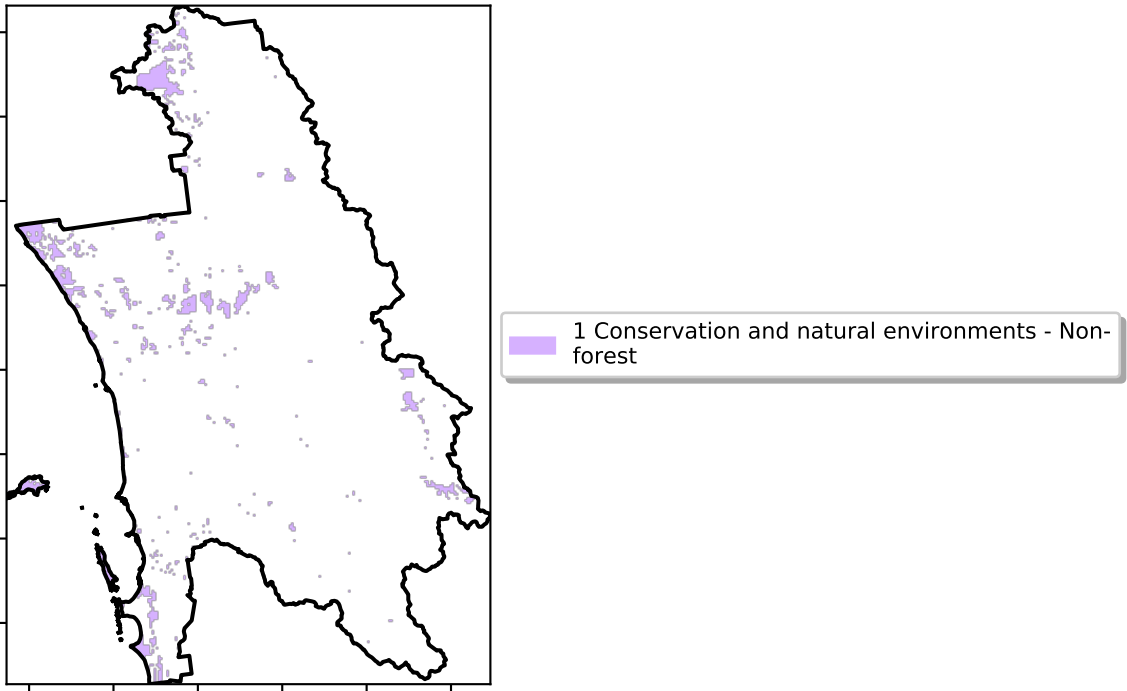 1 Conservation and natural environments - Non-
forest